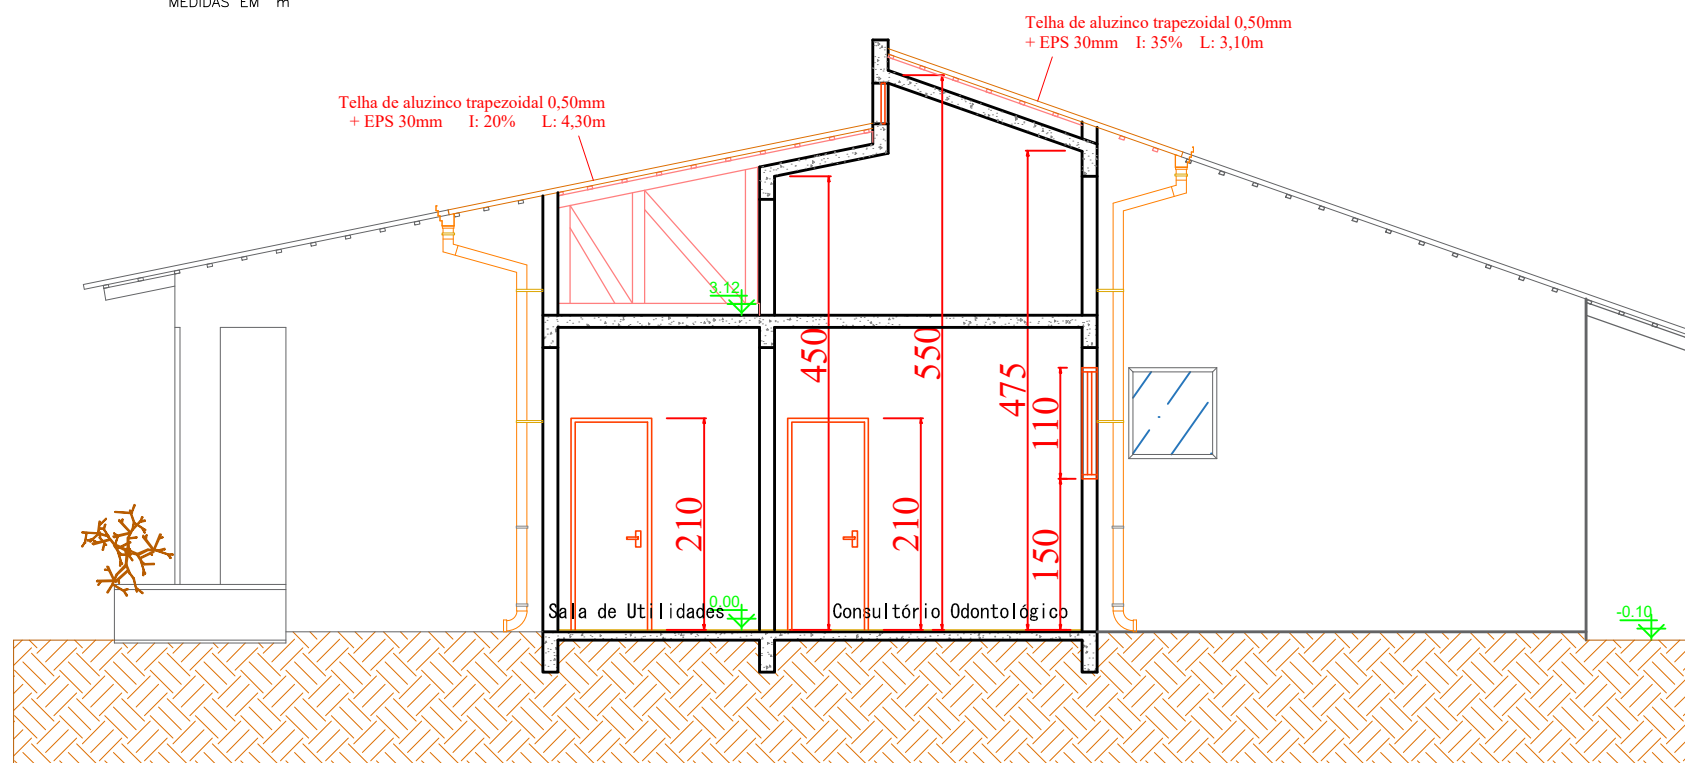 MEDIDAS EM m
Telha de aluzinco trapezoidal 0,50mm
+ EPS 30mm I: 35% L: 3,10m
Telha de aluzinco trapezoidal 0,50mm
+ EPS 30mm I: 20% L: 4,30m
3.12
450
550
475
110
210
210
150
Sala de Utilidades
0.00
Consultório Odontológico
-0.10